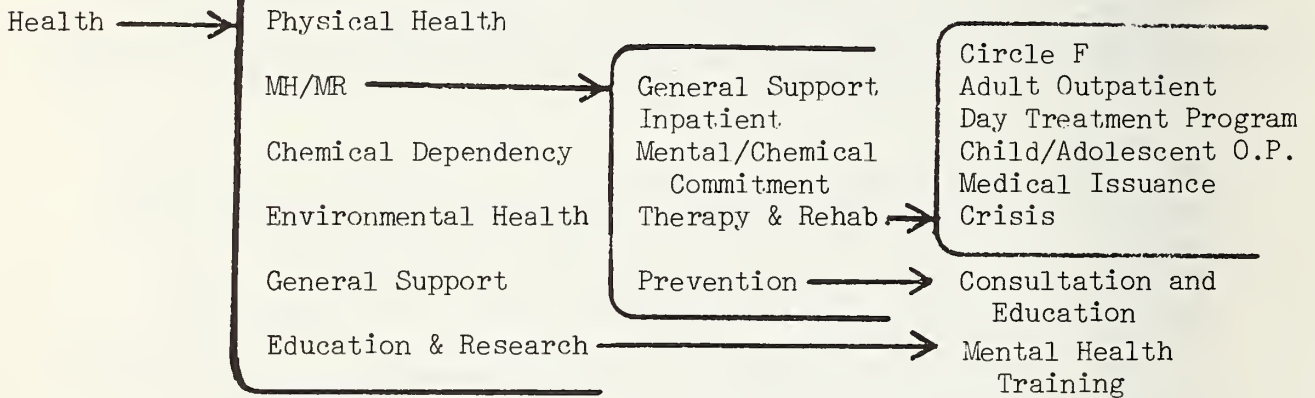 Health
Physical Health
MH/MR
Chemical Dependency
Environmental Health
General Support
Education & Research
General Support
Inpatient
Mental/Chemical
Commitment
Therapy & Rehab
Prevention
Circle F
Adult Outpatient
Day Treatment Program
Child/Adolescent O.P.
Medical Issuance
Crisis
Consultation and
Education
Mental Health
Training